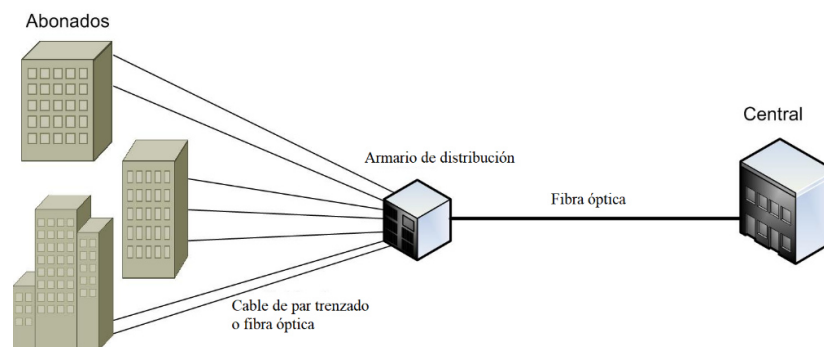 Abonados
Central
Armario de distribución
Fibra óptica
Cable de par trenzado
o fibra óptica